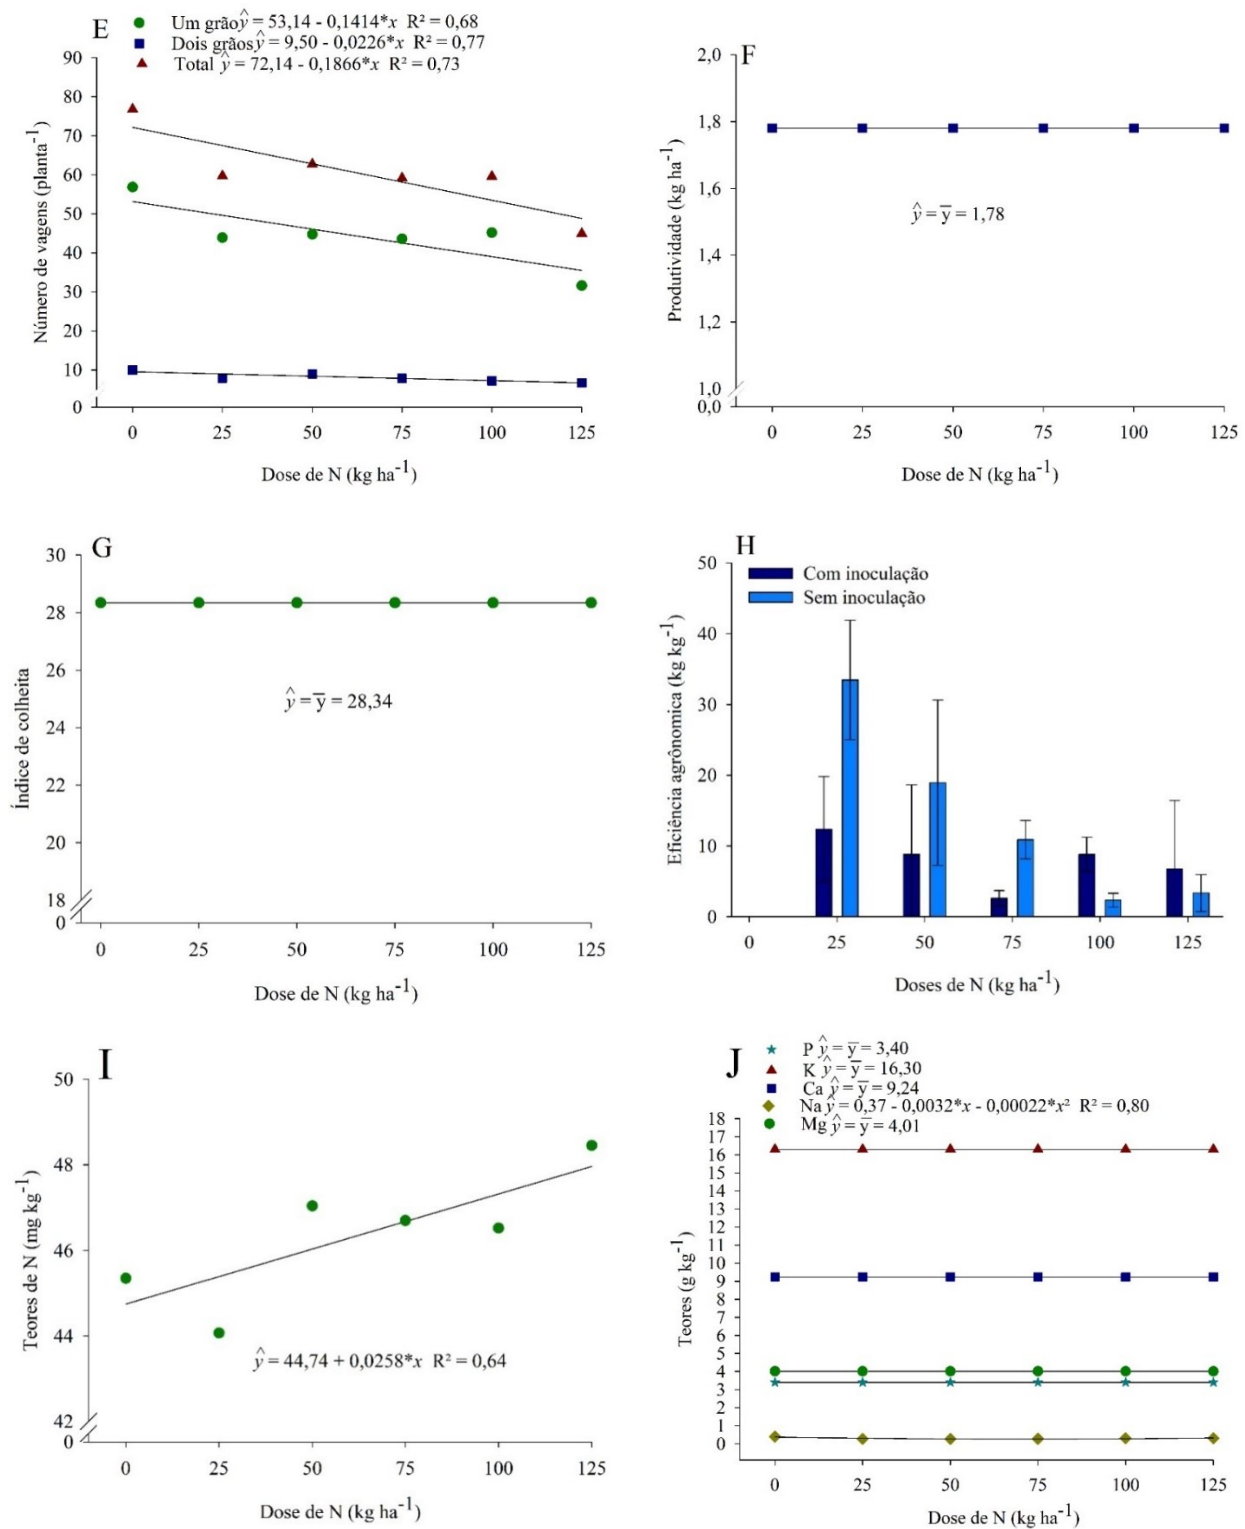 E
Um grão ŷ = 53,14 - 0,1414*x R² = 0,68
Dois grãos ŷ = 9,50 - 0,0226*x R² = 0,77
Total ŷ = 72,14 - 0,1866*x R² = 0,73
90
80
70
60
50
40
30
20
10
0
Número de vagens (planta⁻¹)
0 25 50 75 100 125
Dose de N (kg ha⁻¹)
F
2,0
1,8
1,6
1,4
1,2
1,0
0,0
Produtividade (kg ha⁻¹)
ŷ = y̅ = 1,78
0 25 50 75 100 125
Dose de N (kg ha⁻¹)
G
30
28
26
24
22
20
18
0
Índice de colheita
ŷ = y̅ = 28,34
0 25 50 75 100 125
Dose de N (kg ha⁻¹)
H
Com inoculação
Sem inoculação
50
40
30
20
10
0
Eficiência agrônomica (kg kg⁻¹)
0 25 50 75 100 125
Doses de N (kg ha⁻¹)
I
50
48
46
44
42
0
Teores de N (mg kg⁻¹)
ŷ = 44,74 + 0,0258*x R² = 0,64
0 25 50 75 100 125
Dose de N (kg ha⁻¹)
J
P ŷ = y̅ = 3,40
K ŷ = y̅ = 16,30
Ca ŷ = y̅ = 9,24
Na ŷ = 0,37 - 0,0032*x - 0,00022*x² R² = 0,80
Mg ŷ = y̅ = 4,01
18
17
16
15
14
13
12
11
10
9
8
7
6
5
4
3
2
1
0
Teores (g kg⁻¹)
0 25 50 75 100 125
Dose de N (kg ha⁻¹)